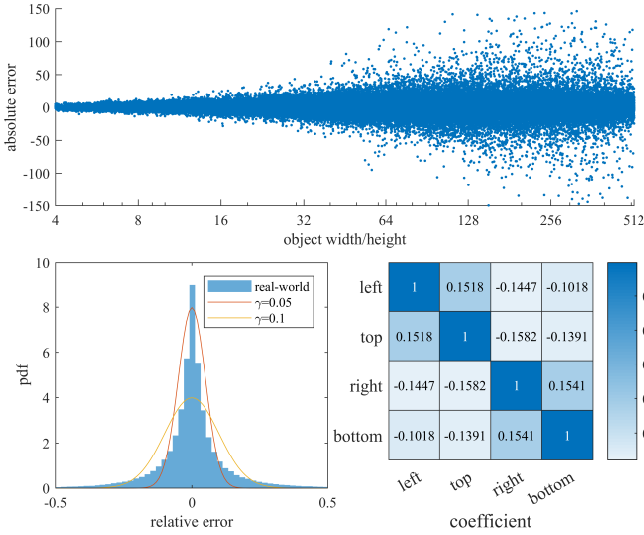 150
100
50
0
-50
-100
-150
absolute error
4 8 16 32 64 128 256 512
object width/height
10
8
6
4
2
0
pdf
real-world
γ=0.05
γ=0.1
-0.5 0 0.5
relative error
left 1 0.1518 -0.1447 -0.1018
top 0.1518 1 -0.1582 -0.1391
right -0.1447 -0.1582 1 0.1541
bottom -0.1018 -0.1391 0.1541 1
left top right bottom
coefficient